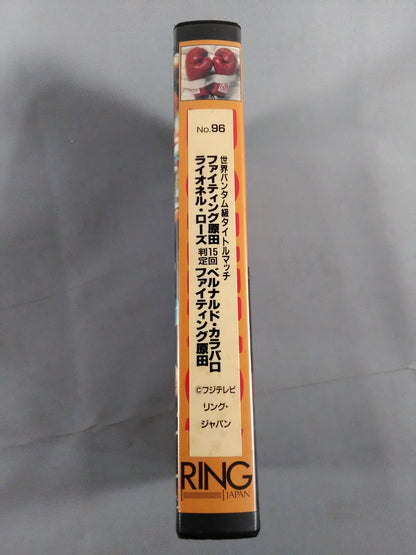 No.96
世界バンタム級タイトルマッチ
ファイティング原田 15回 ベルナルド・カラバロ
ライオネル・ローズ 判定 ファイティング原田
©フジテレビ
リング・
ジャパン
RING
JAPAN